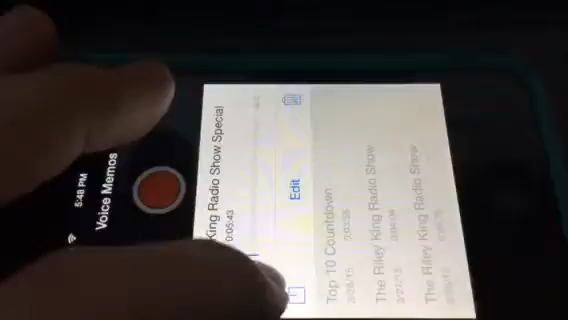 5:48 PM
Voice Memos
King Radio Show Special
0:05:43
Edit
Top 10 Countdown
The Riley King Radio Show
The Riley King Radio Show